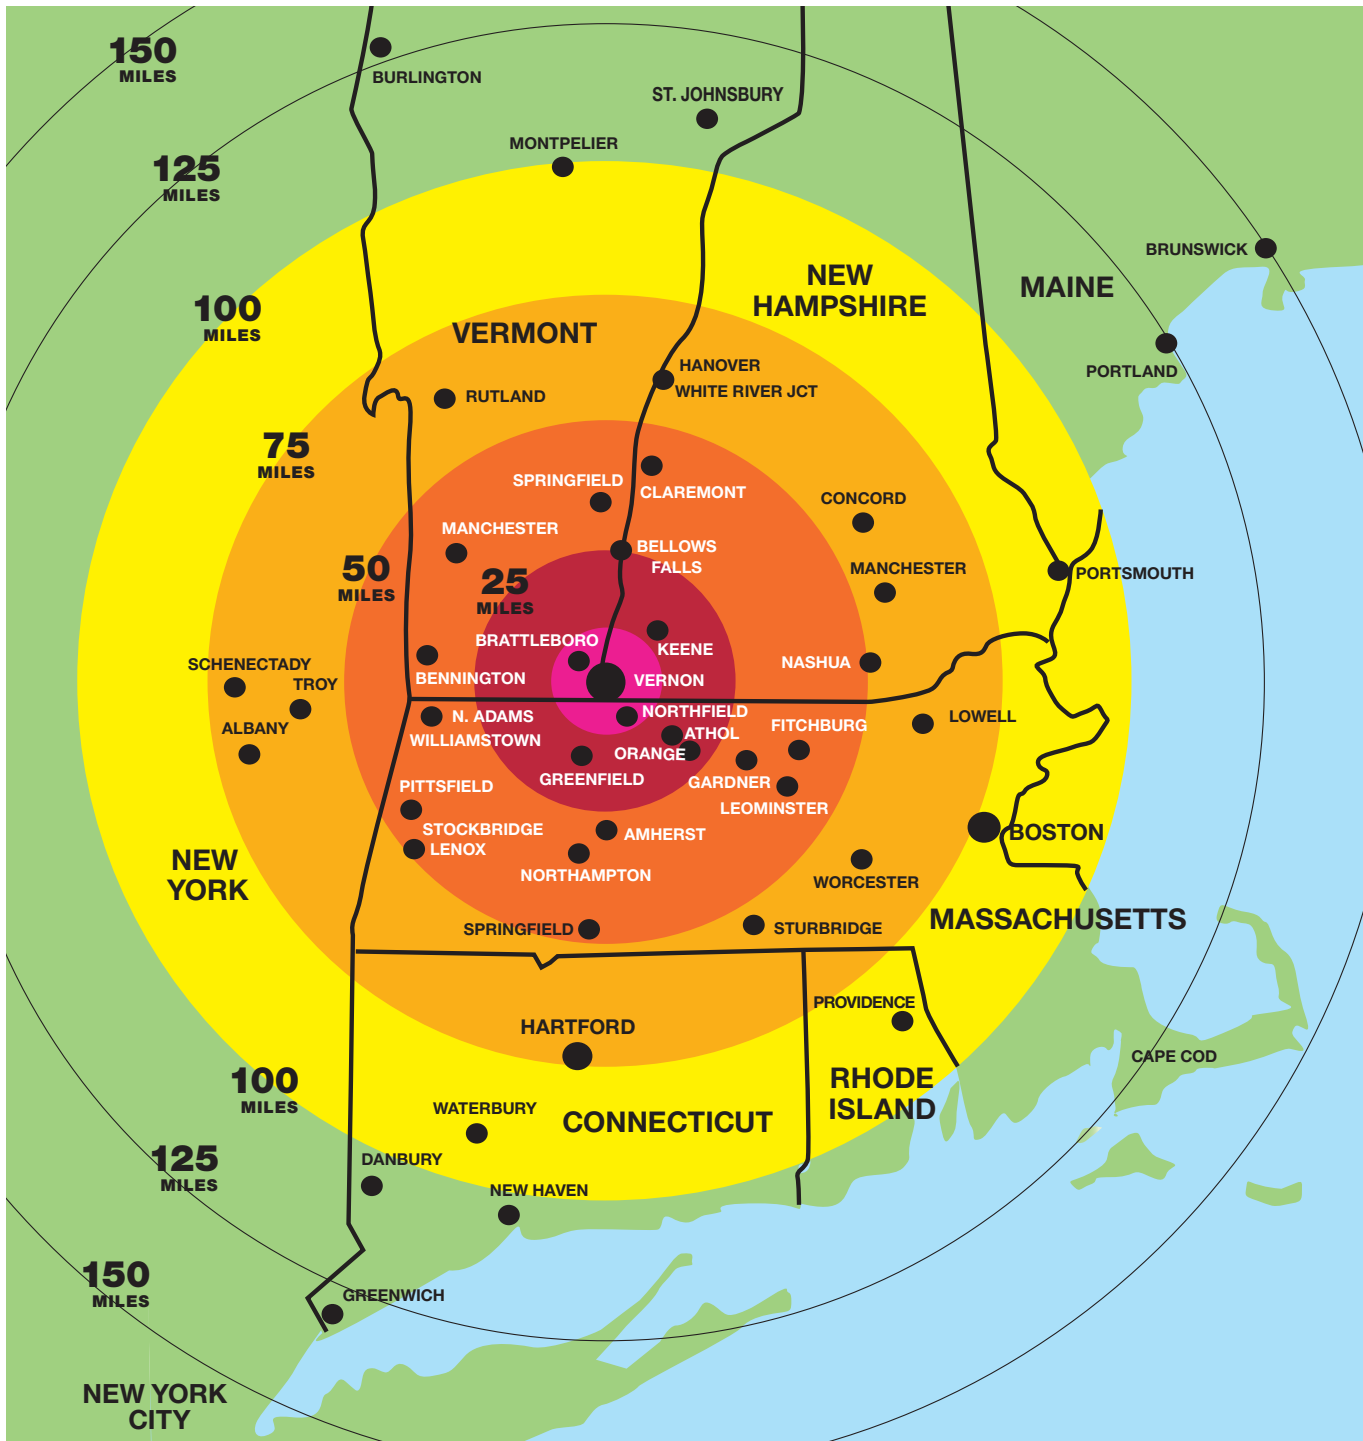 150
MILES
BURLINGTON
ST. JOHNSBURY
MONTPELIER
125
MILES
BRUNSWICK
NEW
HAMPSHIRE
MAINE
100
MILES
VERMONT
HANOVER
WHITE RIVER JCT
PORTLAND
RUTLAND
75
MILES
SPRINGFIELD
CLAREMONT
CONCORD
MANCHESTER
BELLOWS
FALLS
50
MILES
25
MILES
MANCHESTER
PORTSMOUTH
BRATTLEBORO
KEENE
NASHUA
SCHENECTADY
TROY
BENNINGTON
VERNON
ALBANY
N. ADAMS
WILLIAMSTOWN
NORTHFIELD
ATHOL
ORANGE
FITCHBURG
LOWELL
GREENFIELD
GARDNER
LEOMINSTER
PITTSFIELD
STOCKBRIDGE
LENOX
AMHERST
BOSTON
NEW
YORK
NORTHAMPTON
WORCESTER
MASSACHUSETTS
SPRINGFIELD
STURBRIDGE
PROVIDENCE
HARTFORD
CAPE COD
100
MILES
RHODE
ISLAND
WATERBURY
CONNECTICUT
125
MILES
DANBURY
NEW HAVEN
150
MILES
GREENWICH
NEW YORK
CITY